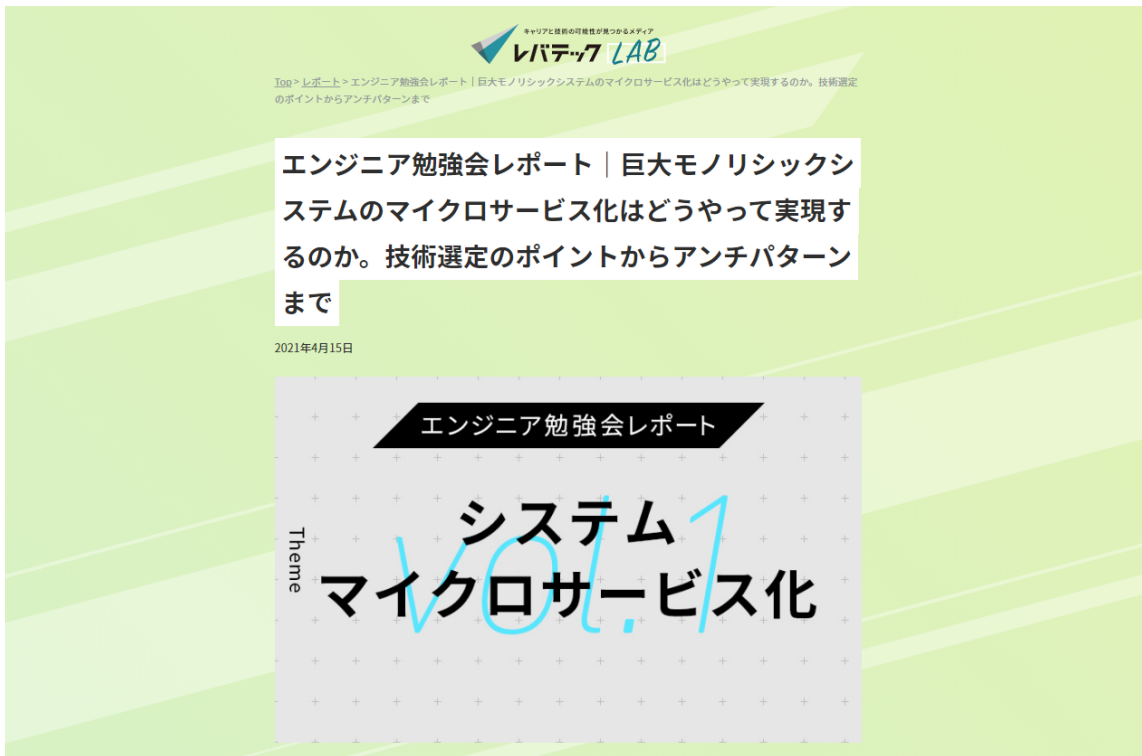 キャリアと技術の可能性が見つかるメディア
レバテック LAB
Top > レポート > エンジニア勉強会レポート｜巨大モノリシックシステムのマイクロサービス化はどうやって実現するのか。技術選定
のポイントからアンチパターンまで
エンジニア勉強会レポート｜巨大モノリシックシ
ステムのマイクロサービス化はどうやって実現す
るのか。技術選定のポイントからアンチパターン
まで
2021年4月15日
エンジニア勉強会レポート
Theme
vol.1
システム
マイクロサービス化